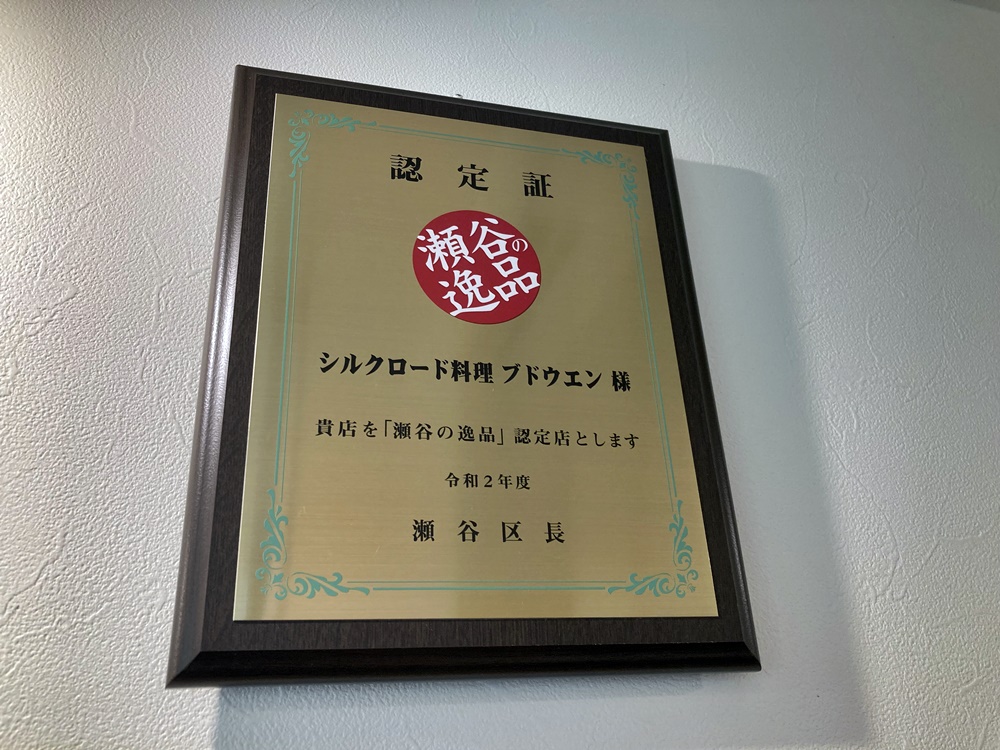 認定証
瀬谷の
逸品
シルクロード料理 ブドウエン 様
貴店を「瀬谷の逸品」認定店とします
令和2年度
瀬谷区長